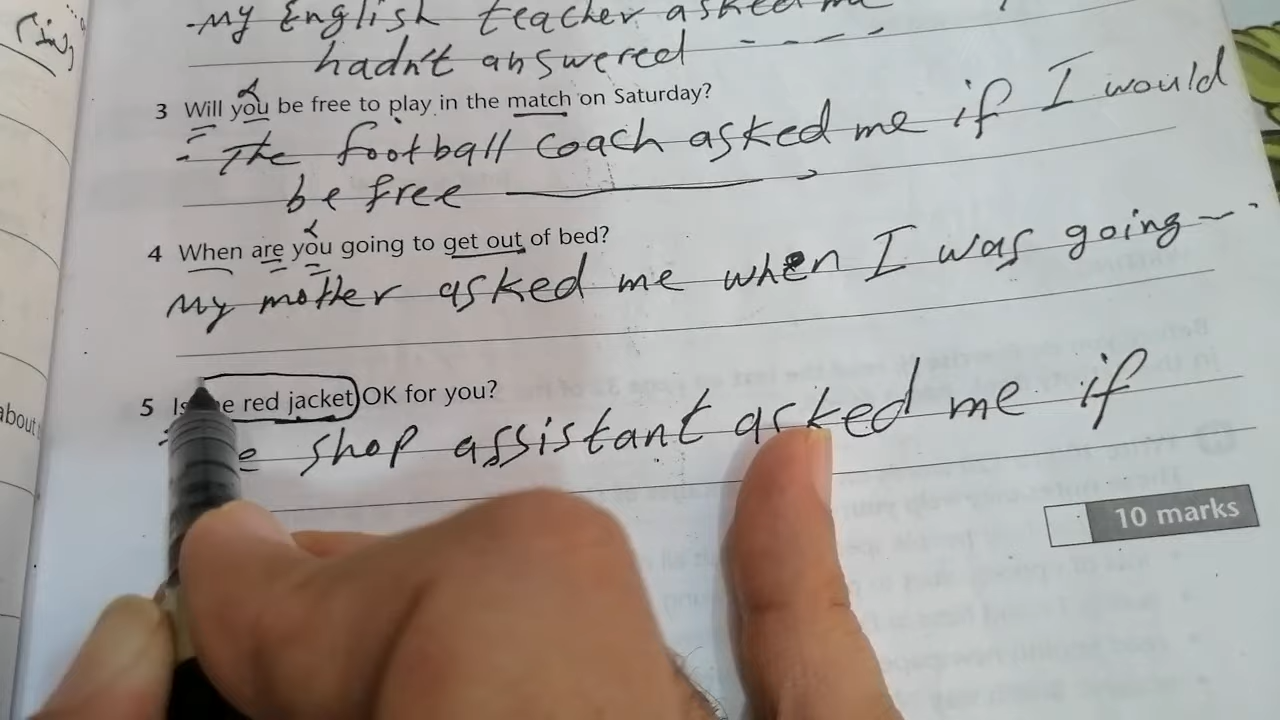 - My English teacher asked me
hadn't answered - - - -
3 Will you be free to play in the match on Saturday?
- The football coach asked me if I would
be free
4 When are you going to get out of bed?
My mother asked me when I was going
5 red jacket OK for you?
shop assistant asked me if
10 marks
about